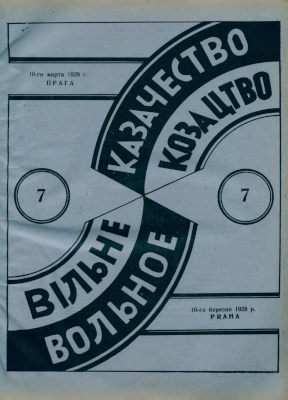 10-го марта 1928 г.
ПРАГА
КАЗАЧЕСТВО
КОЗАЦТВО
7
7
ВІЛЬНЕ
ВОЛЬНОЕ
10-го березня 1928 р.
PRAHA